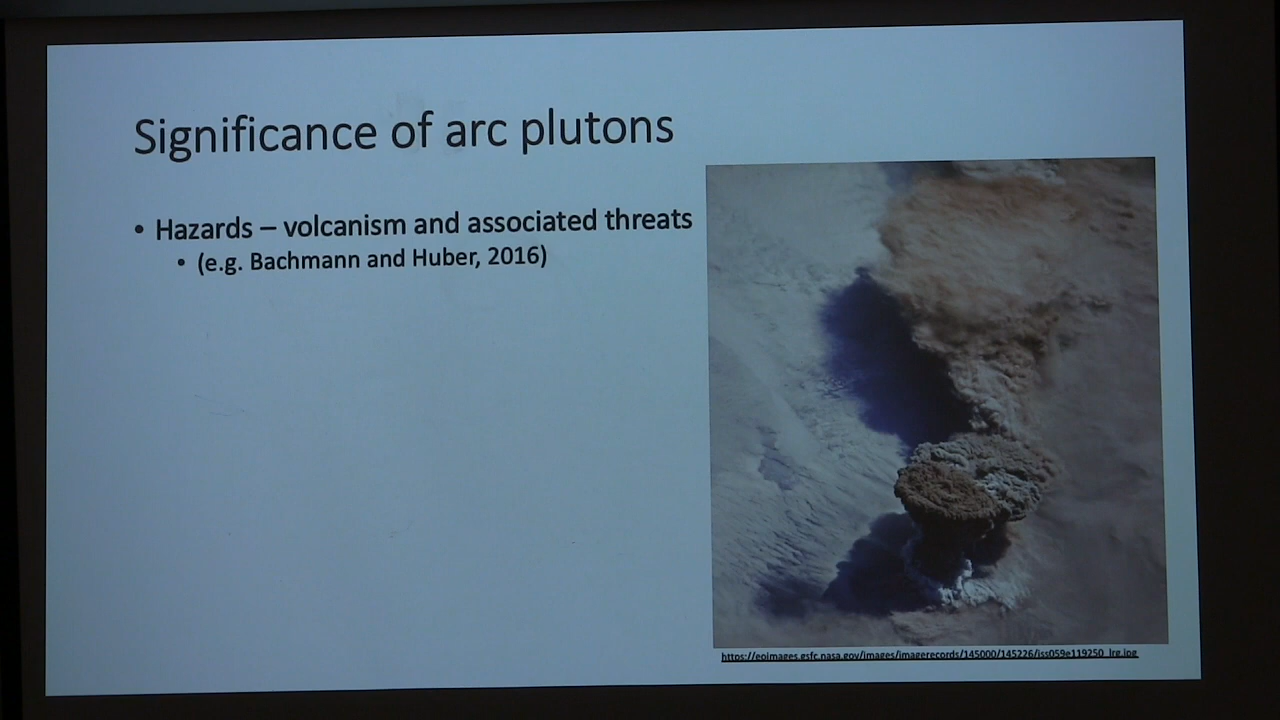 Significance of arc plutons
• Hazards – volcanism and associated threats
• (e.g. Bachmann and Huber, 2016)
https://eoimages.gsfc.nasa.gov/images/imagerecords/145000/145226/iss059e119250_lrg.jpg